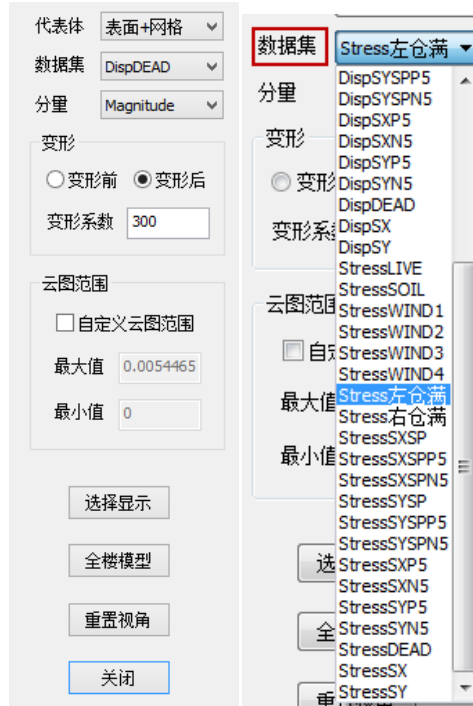 代表体 表面+网格
数据集 DispDEAD
分量 Magnitude
变形
变形前 变形后
变形系数 300
云图范围
自定义云图范围
最大值 0.0054465
最小值 0
选择显示
全楼模型
重置视角
关闭
数据集 Stress左仓满
分量
变形
变形
变形系
云图范
自
最大值
最小值
选
全
DispSYSPP5
DispSYSPN5
DispSXP5
DispSXN5
DispSYP5
DispSYN5
DispDEAD
DispSX
DispSY
StressLIVE
StressSOIL
StressWIND1
StressWIND2
StressWIND3
StressWIND4
Stress左仓满
Stress右仓满
StressSXSP
StressSXSPP5
StressSXSPN5
StressSYSP
StressSYSPP5
StressSYSPN5
StressSXP5
StressSXN5
StressSYP5
StressSYN5
StressDEAD
StressSX
StressSY